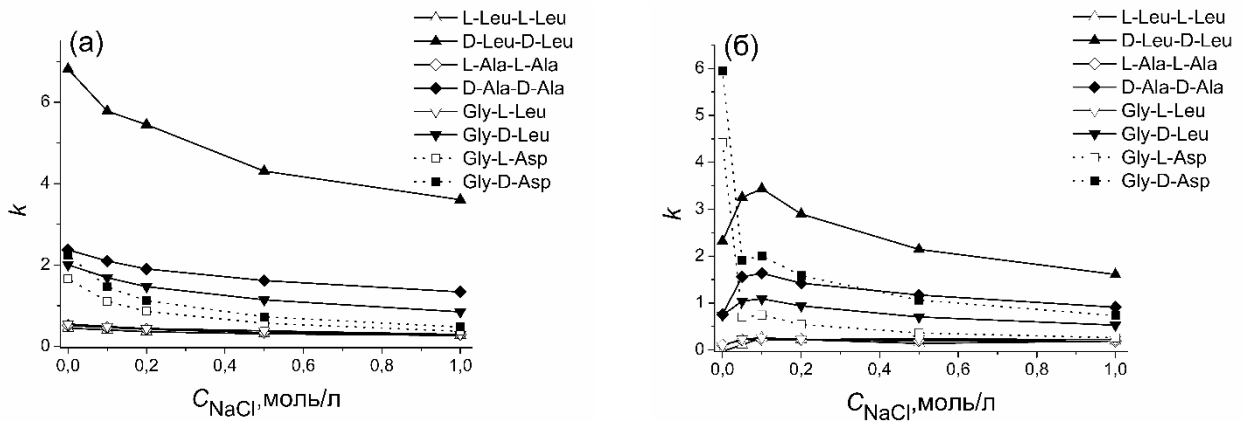 (а)
L-Leu-L-Leu
D-Leu-D-Leu
L-Ala-L-Ala
D-Ala-D-Ala
Gly-L-Leu
Gly-D-Leu
Gly-L-Asp
Gly-D-Asp
6
4
2
0
k
0,0 0,2 0,4 0,6 0,8 1,0
CNaCl,моль/л
(б)
L-Leu-L-Leu
D-Leu-D-Leu
L-Ala-L-Ala
D-Ala-D-Ala
Gly-L-Leu
Gly-D-Leu
Gly-L-Asp
Gly-D-Asp
6
5
4
3
2
1
0
k
0,0 0,2 0,4 0,6 0,8 1,0
CNaCl,моль/л